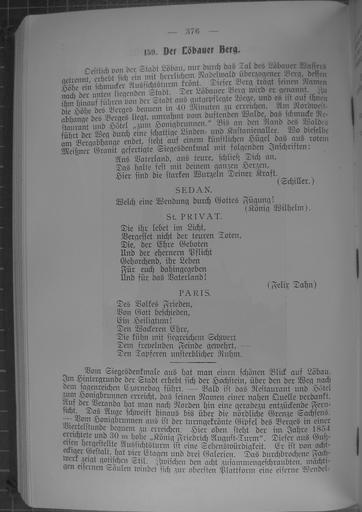 — 376 —
159. Der Löbauer Berg.
Oestlich von der Stadt Löbau, nur durch das Tal des Löbauer Wassers
getrennt, erhebt sich ein mit herrlichen Nadelwald überzogener Berg, dessen
Höhe ein schmucker Aussichtsturm krönt. Dieser Berg trägt seinen Namen
nach der unten liegenden Stadt. Der Löbauer Berg wird er genannt. Zu
ihm hinauf führen von der Stadt aus gutgepflegte Wege, und es ist auf ihnen
die Höhe des Berges bequem in 40 Minuten zu erreichen. Am Nordwest-
abhange des Berges liegt, umrahmt vom duftenden Walde, das schmucke Re-
staurant und Hôtel „zum Honigbrunnen.“ Bis an den Rand des Waldes
führt der Weg durch eine schattige Linden- und Kastanienallee. Wo dieselbe
am Bergabhange endet, steht auf einem künstlichen Hügel das aus rotem
Meißner Granit gefertigte Siegesdenkmal mit folgenden Inschriften:
Ans Vaterland, ans teure, schließ Dich an,
Das halte fest mit deinem ganzen Herzen,
Hier sind die starken Wurzeln Deiner Kraft.
(Schiller.)
SEDAN.
Welch eine Wendung durch Gottes Fügung!
(König Wilhelm).
St. PRIVAT.
Die ihr lebet im Licht,
Vergesset nicht der teuren Toten,
Die, der Ehre Geboten
Und der ehernern Pflicht
Gehorchend, ihr Leben
Für euch dahingegeben
Und für das Vaterland!
(Felix Dahn)
PARIS.
Des Volkes Frieden,
Von Gott beschieden,
Ein Heiligtum!
Den Wackeren Ehre,
Die kühn mit siegreichem Schwert
Dem frevelnden Feinde gewehrt, —
Den Tapferen unsterblicher Ruhm.
Vom Siegesdenkmale aus hat man einen schönen Blick auf Löbau.
Im Hintergrunde der Stadt erhebt sich der Hochstein, über den der Weg nach
dem sagenreichen Czornebog führt. — Bald ist das Restaurant und Hôtel
zum Honigbrunnen erreicht, das seinen Namen einer nahen Quelle verdankt.
Auf der Veranda hat man nach Norden hin eine geradezu entzückende Fern-
sicht. Das Auge schweift hinaus bis über die nördliche Grenze Sachsens.
— Vom Honigbrunnen aus ist der turmgekrönte Gipfel des Berges in einer
Viertelstunde bequem zu erreichen. Hier oben steht der im Jahre 1854
errichtete und 30 m hohe „König Friedrich August-Turm“. Dieser aus Guß-
eisen hergestellte Aussichtsturm ist eine Sehenswürdigkeit. Er ist von acht-
eckiger Gestalt, hat vier Etagen und drei Galerien. Das durchbrochene Fach-
werk zeigt gotischen Stil. Zwischen den acht zusammengeschraubten, mächti-
gen eisernen Säulen windet sich zur obersten Plattform eine eiserne Wendel-